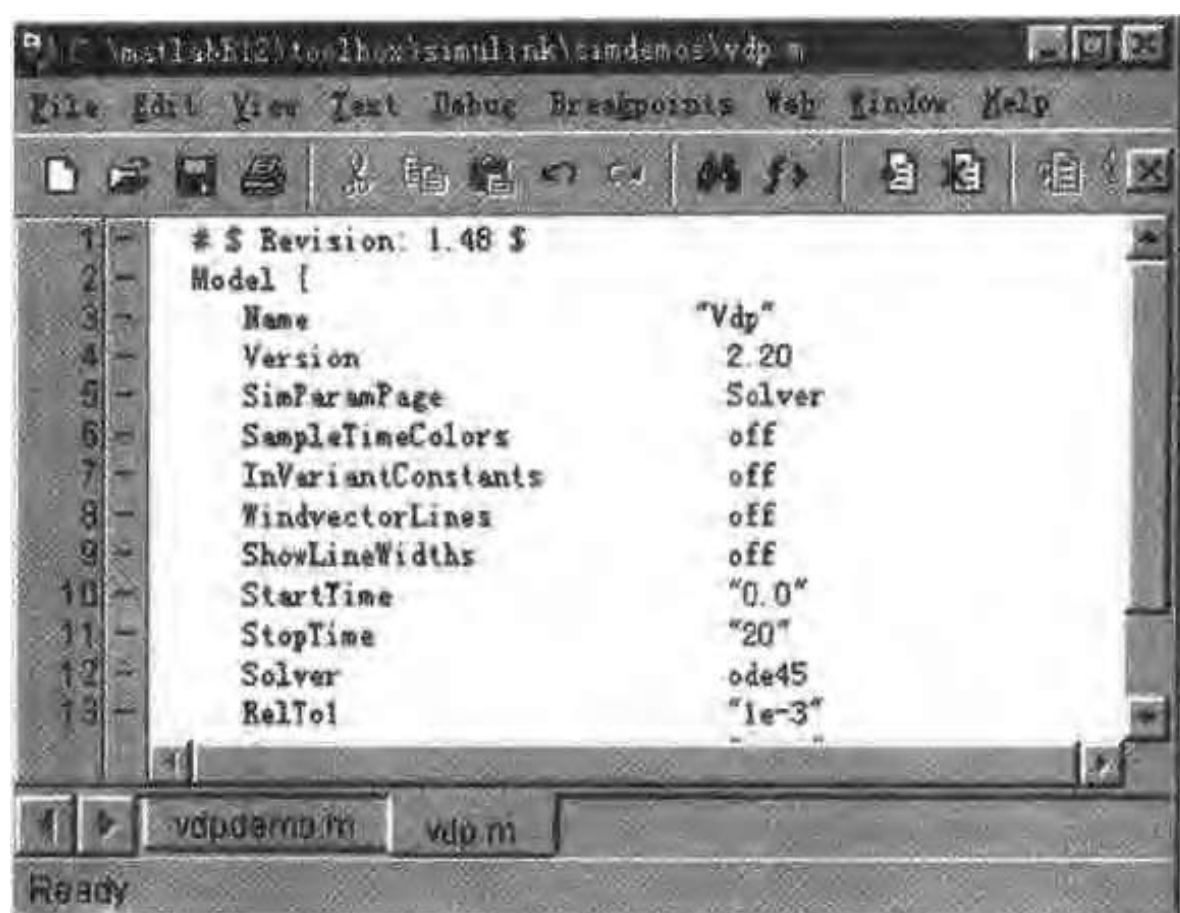 \matlabR12\toolbox\simulink\simdemos\vdp.m
File Edit View Text Debug Breakpoints Web Window Help
1 # $ Revision: 1.48 $
2 Model {
3 Name "Vdp"
4 Version 2.20
5 SimParamPage Solver
6 SampleTimeColors off
7 InVariantConstants off
8 WindvectorLines off
9 ShowLineWidths off
10 StartTime "0.0"
11 StopTime "20"
12 Solver ode45
13 RelTol "1e-3"
vdpdemo.m vdp.m
Ready